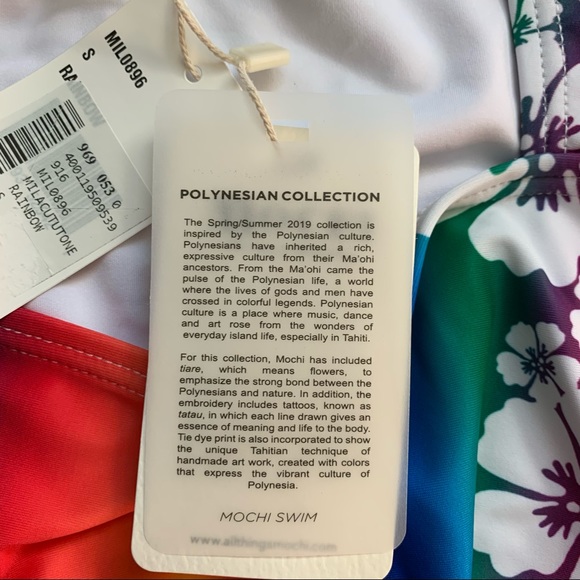 MIL0896
S
RAINBOW
969 053 0
400119509539
MIL0896
916
MILACUTUTONE
RAINBOW
S
POLYNESIAN COLLECTION
The Spring/Summer 2019 collection is
inspired by the Polynesian culture.
Polynesians have inherited a rich,
expressive culture from their Ma'ohi
ancestors. From the Ma'ohi came the
pulse of the Polynesian life, a world
where the lives of gods and men have
crossed in colorful legends. Polynesian
culture is a place where music, dance
and art rose from the wonders of
everyday island life, especially in Tahiti.
For this collection, Mochi has included
tiare, which means flowers, to
emphasize the strong bond between the
Polynesians and nature. In addition, the
embroidery includes tattoos, known as
tatau, in which each line drawn gives an
essence of meaning and life to the body.
Tie dye print is also incorporated to show
the unique Tahitian technique of
handmade art work, created with colors
that express the vibrant culture of
Polynesia.
MOCHI SWIM
www.allthingsmochi.com